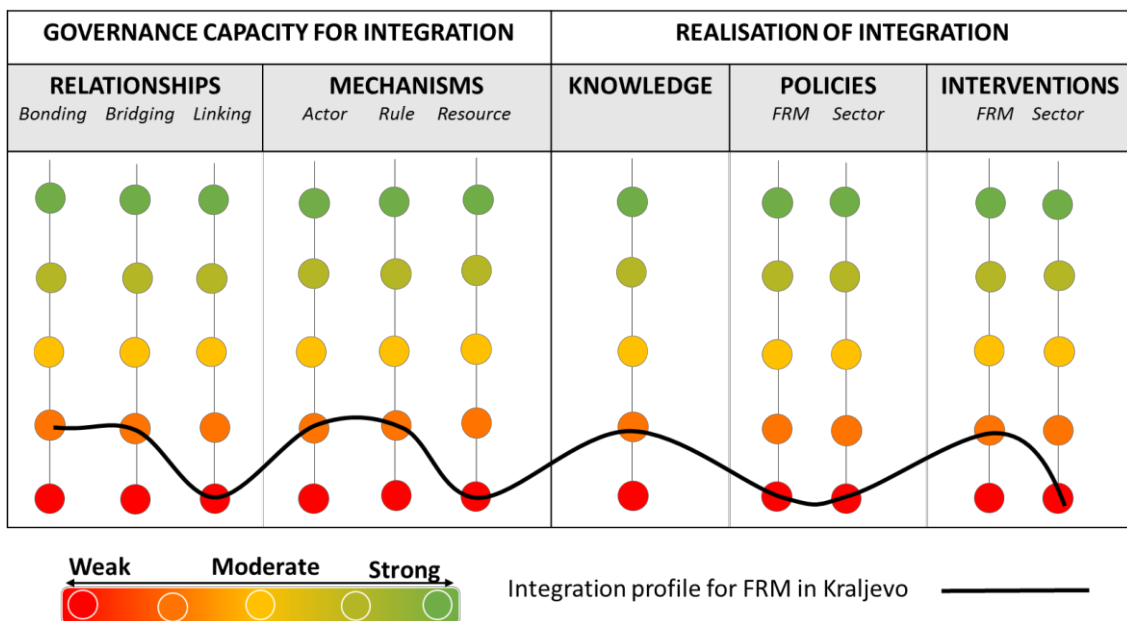 GOVERNANCE CAPACITY FOR INTEGRATION
REALISATION OF INTEGRATION
RELATIONSHIPS
Bonding Bridging Linking
MECHANISMS
Actor Rule Resource
KNOWLEDGE
POLICIES
FRM Sector
INTERVENTIONS
FRM Sector
Weak Moderate Strong
Integration profile for FRM in Kraljevo